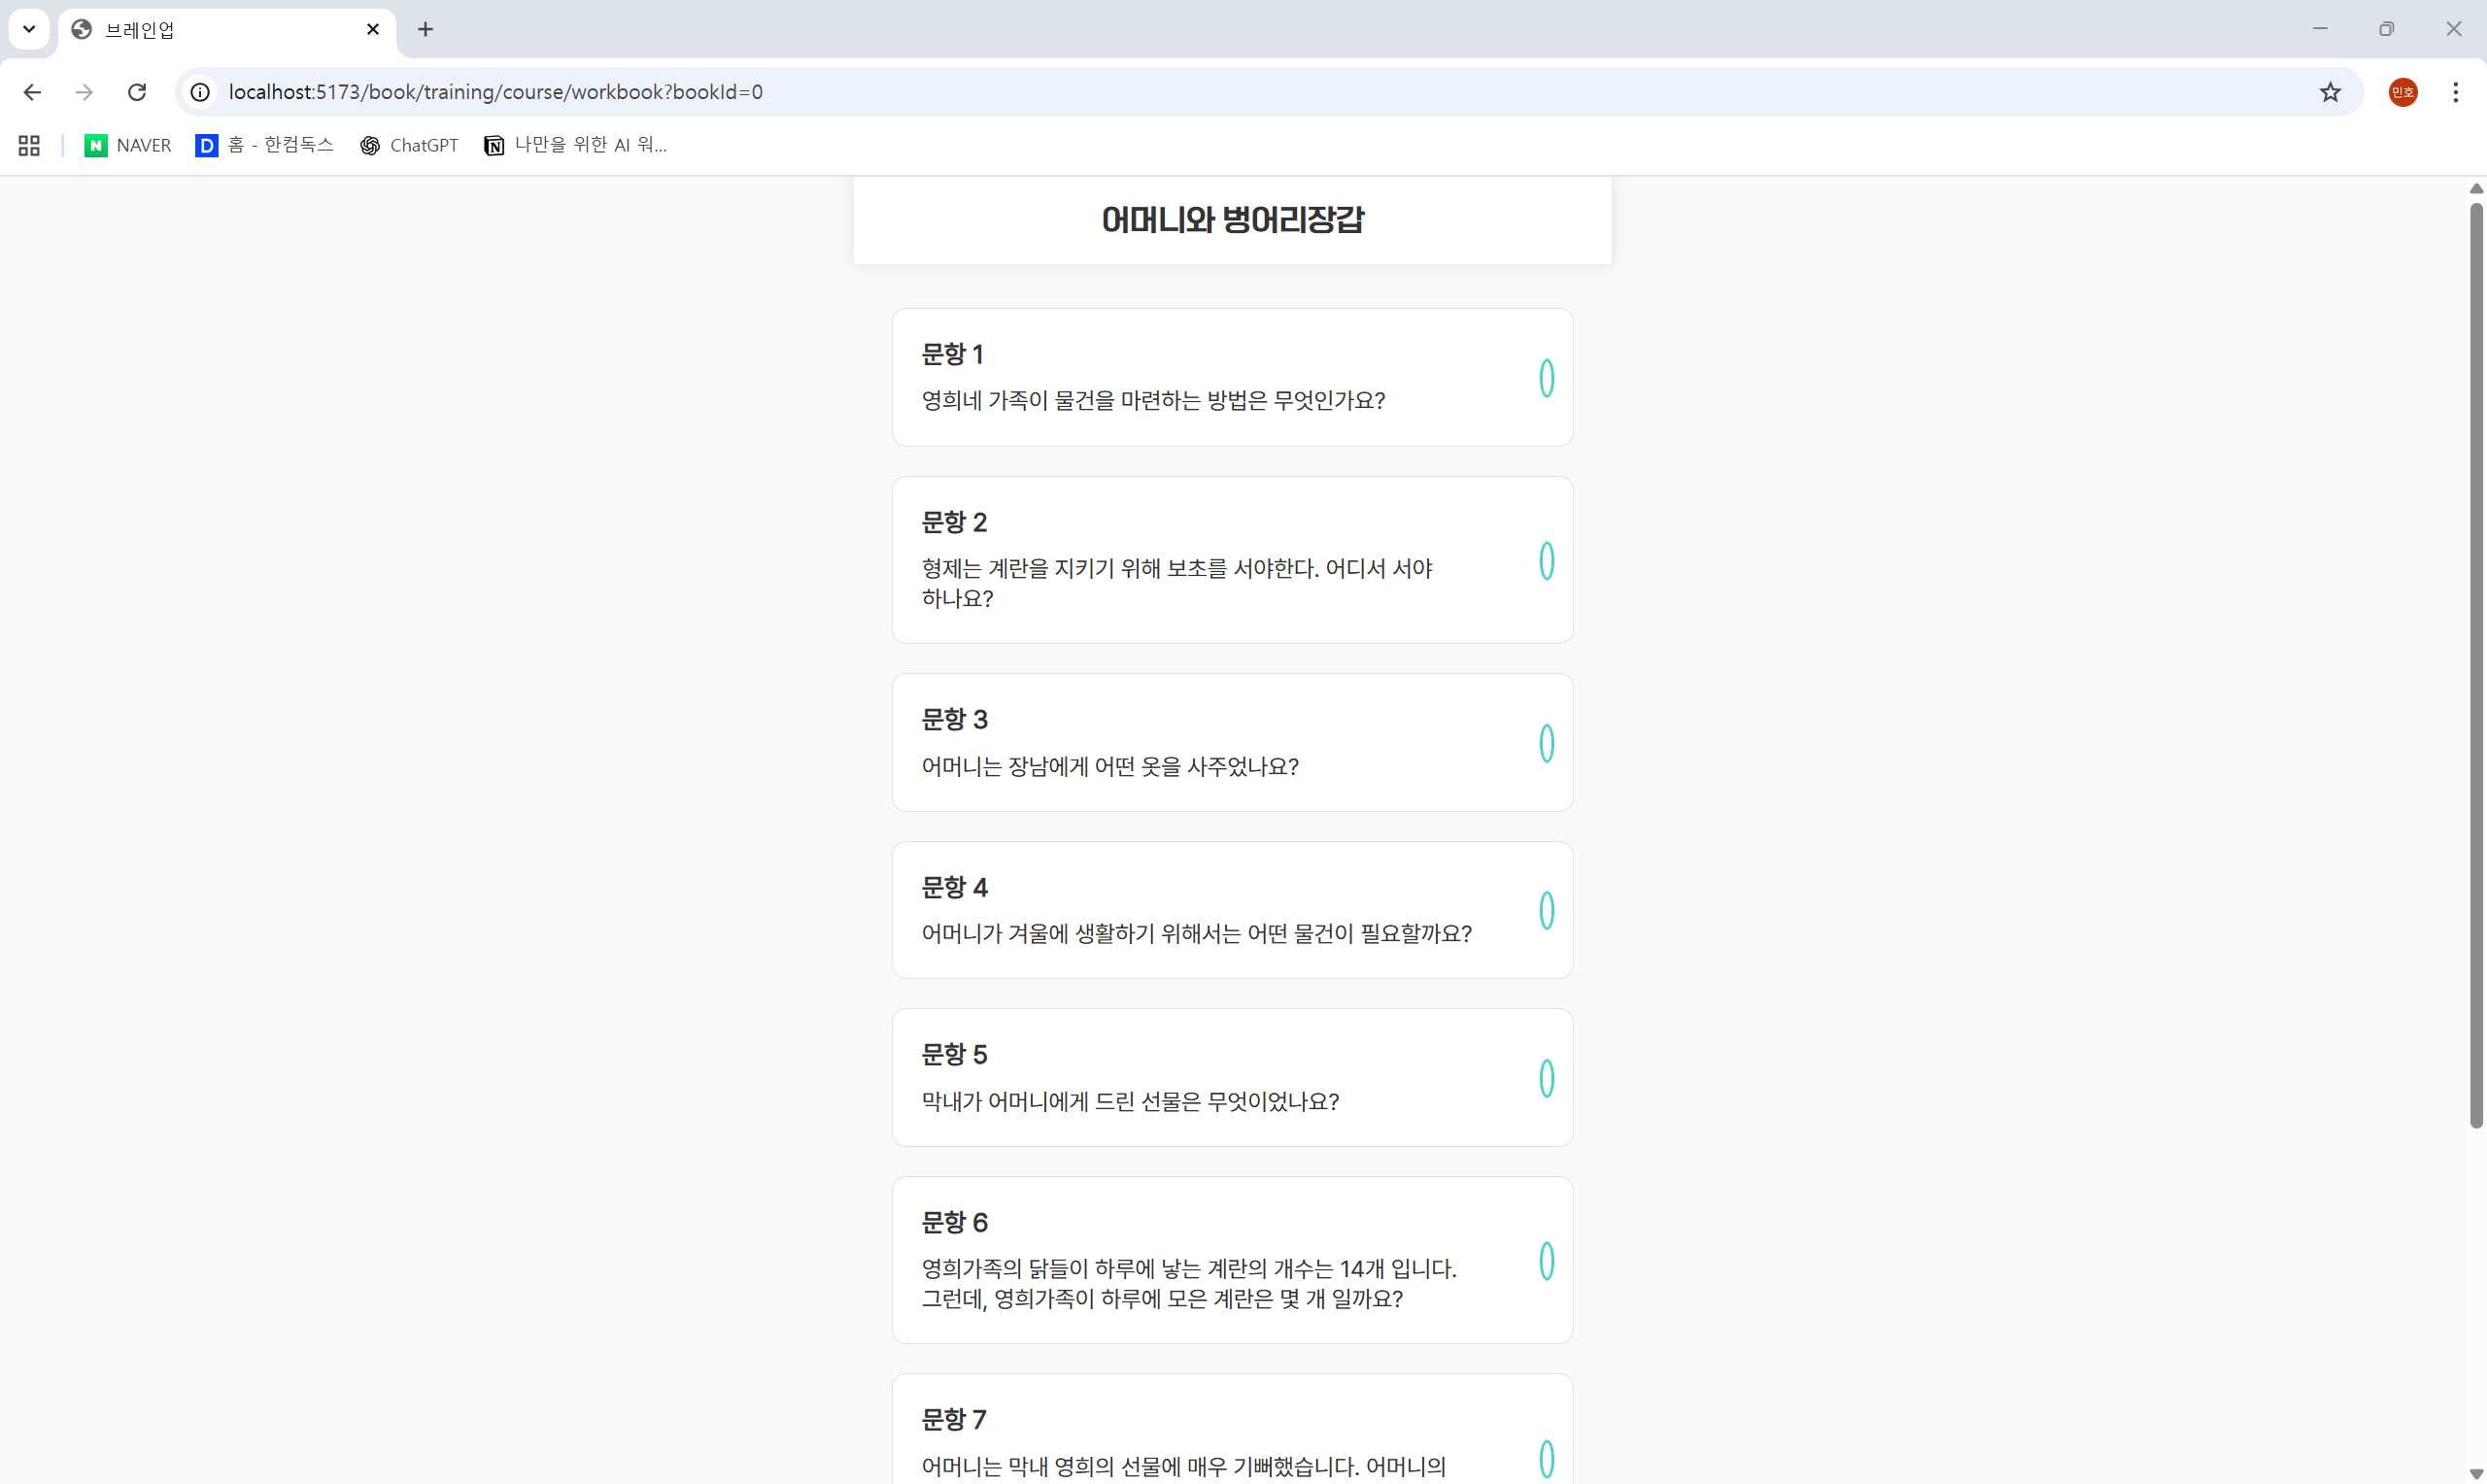 브레인업
localhost:5173/book/training/course/workbook?bookId=0
민호
NAVER
D 홈 - 한컴독스
ChatGPT
나만을 위한 AI 워...
어머니와 벙어리장갑
문항 1
영희네 가족이 물건을 마련하는 방법은 무엇인가요?
문항 2
형제는 계란을 지키기 위해 보초를 서야한다. 어디서 서야
하나요?
문항 3
어머니는 장남에게 어떤 옷을 사주었나요?
문항 4
어머니가 겨울에 생활하기 위해서는 어떤 물건이 필요할까요?
문항 5
막내가 어머니에게 드린 선물은 무엇이었나요?
문항 6
영희가족의 닭들이 하루에 낳는 계란의 개수는 14개 입니다.
그런데, 영희가족이 하루에 모은 계란은 몇 개 일까요?
문항 7
어머니는 막내 영희의 선물에 매우 기뻐했습니다. 어머니의